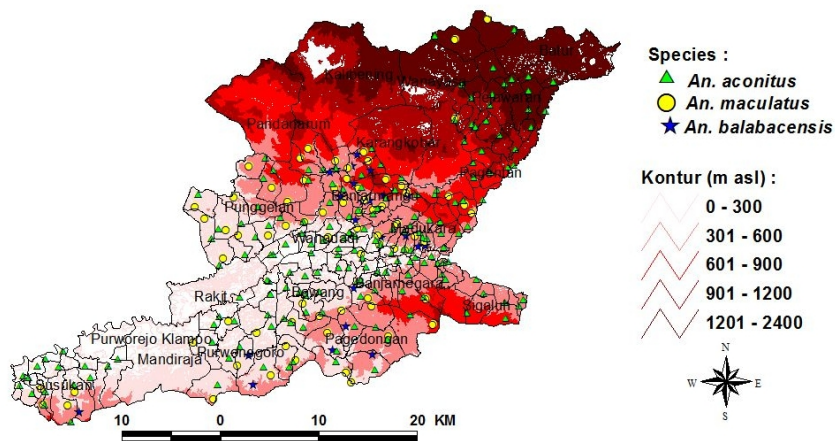 Species :
An. aconitus
An. maculatus
An. balabacensis
Kontur (m asl) :
0 - 300
301 - 600
601 - 900
901 - 1200
1201 - 2400
N
W E
S
Batur
Wanayasa
Pejawaran
Pandanarum
Karangkobar
Pagentan
Punggelan
Banjarmangu
Madukara
Wanadadi
Banjarnegara
Sigaluh
Rakit
Bawang
Purworejo Klampo
Mandiraja
Purwonegoro
Pagedongan
Susukan
10 0 10 20 KM